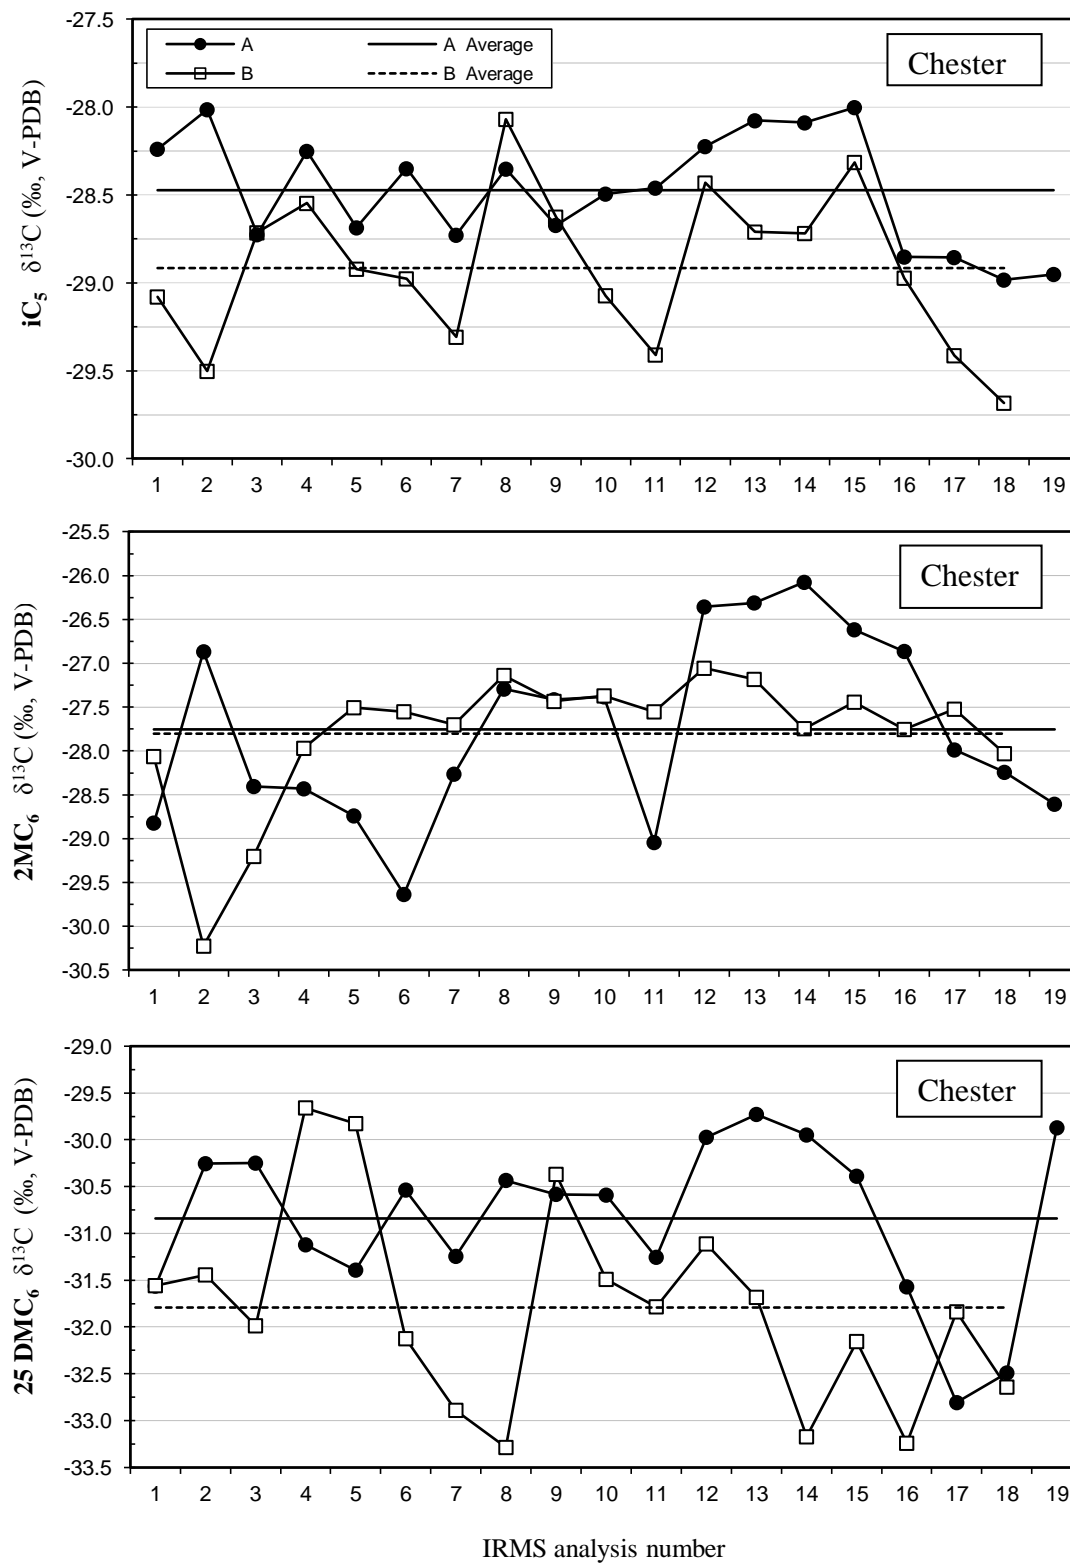 -27.5
A
A Average
B
B Average
Chester
-28.0
-28.5
-29.0
-29.5
-30.0
iC5 δ13C (‰, V-PDB)
1 2 3 4 5 6 7 8 9 10 11 12 13 14 15 16 17 18 19
-25.5
Chester
-26.0
-26.5
-27.0
-27.5
-28.0
-28.5
-29.0
-29.5
-30.0
-30.5
2MC6 δ13C (‰, V-PDB)
1 2 3 4 5 6 7 8 9 10 11 12 13 14 15 16 17 18 19
-29.0
Chester
-29.5
-30.0
-30.5
-31.0
-31.5
-32.0
-32.5
-33.0
-33.5
25 DMC6 δ13C (‰, V-PDB)
1 2 3 4 5 6 7 8 9 10 11 12 13 14 15 16 17 18 19
IRMS analysis number